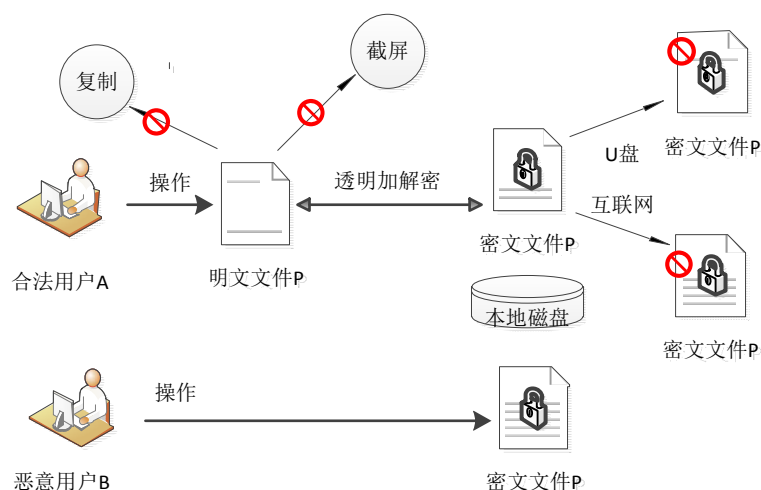 截屏
复制
U盘
密文文件P
操作
透明加解密
互联网
密文文件P
合法用户A
明文文件P
本地磁盘
密文文件P
操作
恶意用户B
密文文件P